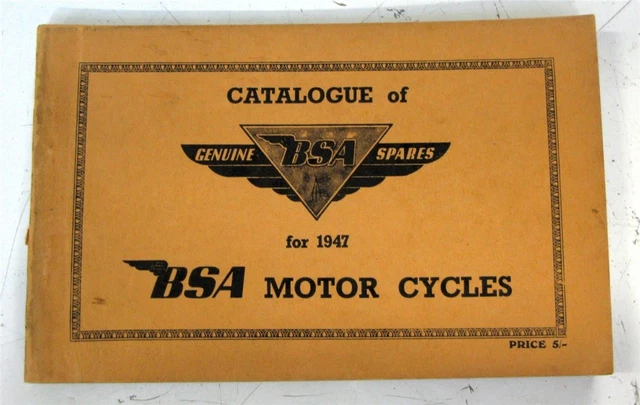 CATALOGUE of
GENUINE BSA SPARES
for 1947
BSA MOTOR CYCLES
PRICE 5/-